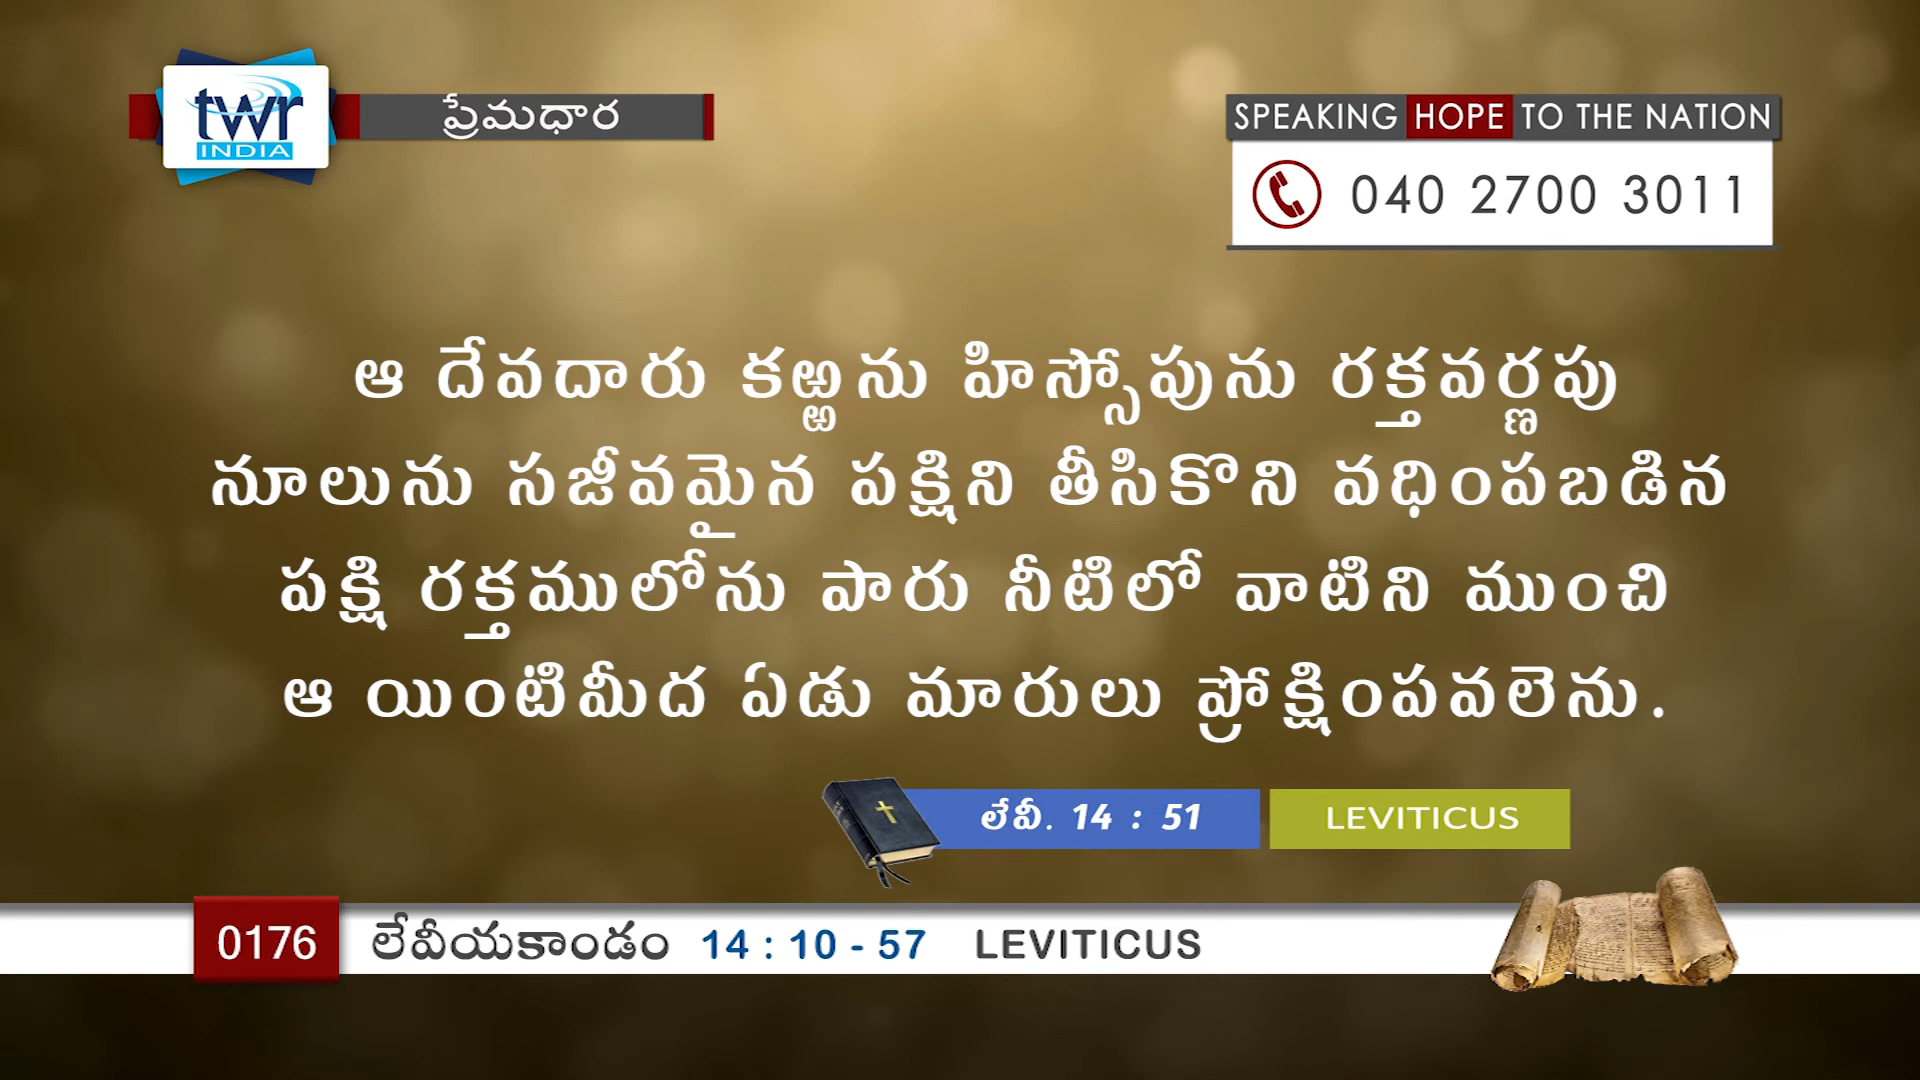 twr
INDIA
ప్రేమధార
SPEAKING HOPE TO THE NATION
040 2700 3011
ఆ దేవదారు కఱ్ఱను హిస్సోపును రక్తవర్ణపు
నూలును సజీవమైన పక్షిని తీసికొని వధింపబడిన
పక్షి రక్తములోను పారు నీటిలో వాటిని ముంచి
ఆ యింటిమీద ఏడు మారులు ప్రోక్షింపవలెను.
లేవీ. 14 : 51 LEVITICUS
0176 లేవీయకాండం 14 : 10 - 57 LEVITICUS